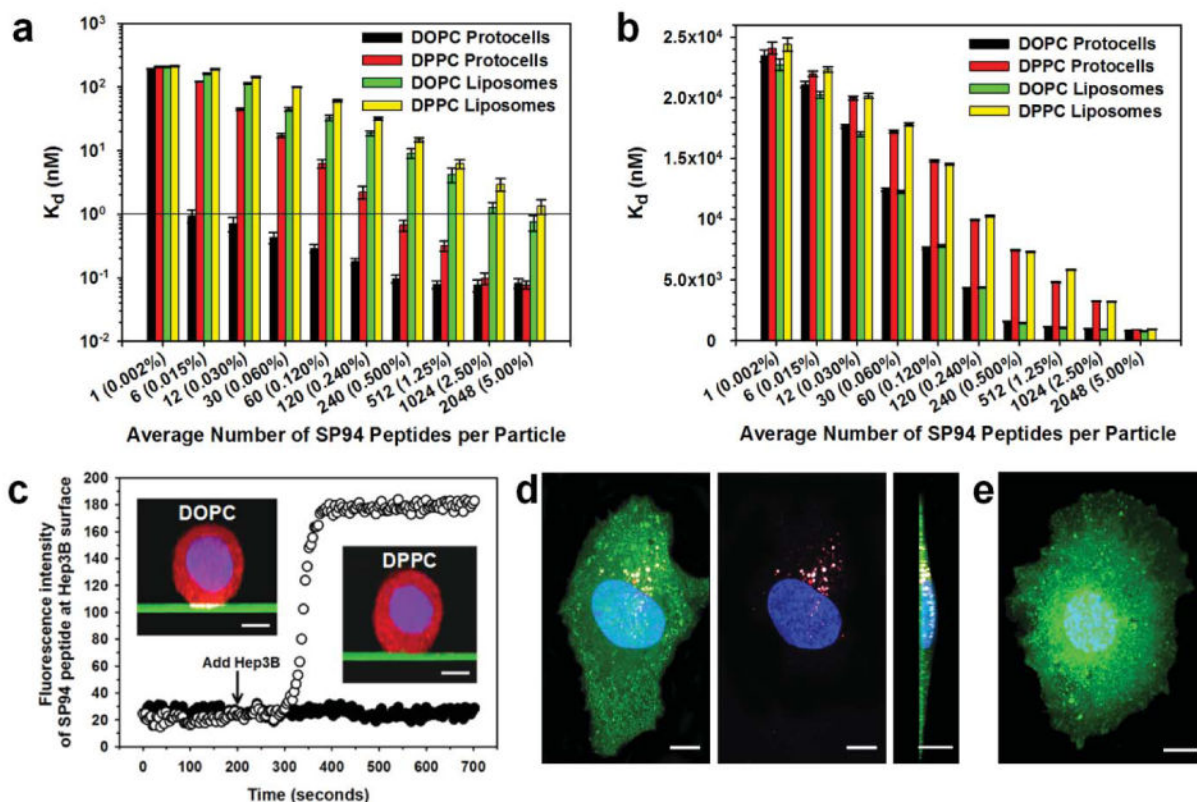 a
10³
10²
10¹
10⁰
10⁻¹
10⁻²
K_d (nM)
DOPC Protocells
DPPC Protocells
DOPC Liposomes
DPPC Liposomes
1 (0.002%)
6 (0.015%)
12 (0.030%)
30 (0.060%)
60 (0.120%)
120 (0.240%)
240 (0.500%)
512 (1.25%)
1024 (2.50%)
2048 (5.00%)
Average Number of SP94 Peptides per Particle
b
2.5x10⁴
2.0x10⁴
1.5x10⁴
10⁴
5.0x10³
0
K_d (nM)
DOPC Protocells
DPPC Protocells
DOPC Liposomes
DPPC Liposomes
1 (0.002%)
6 (0.015%)
12 (0.030%)
30 (0.060%)
60 (0.120%)
120 (0.240%)
240 (0.500%)
512 (1.25%)
1024 (2.50%)
2048 (5.00%)
Average Number of SP94 Peptides per Particle
c
Fluorescence intensity
of SP94 peptide at Hep3B surface
200
180
160
140
120
100
80
60
40
20
0
DOPC
DPPC
Add Hep3B
0
100
200
300
400
500
600
700
Time (seconds)
d
e